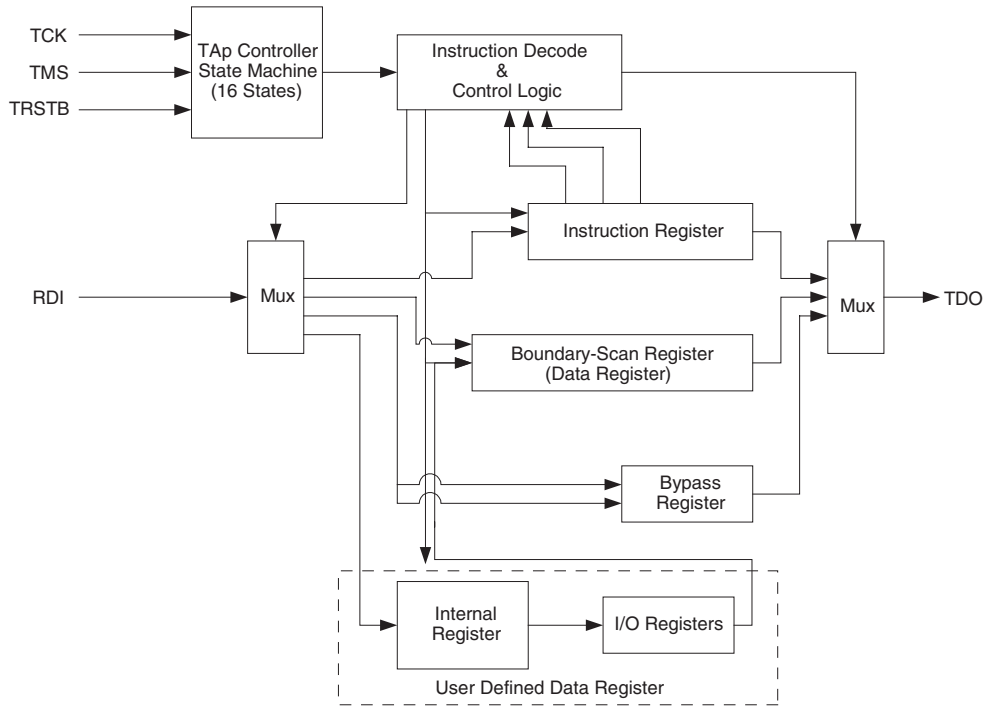 TCK
TMS
TRSTB
TAp Controller
State Machine
(16 States)
Instruction Decode
&
Control Logic
Instruction Register
RDI
Mux
Mux
TDO
Boundary-Scan Register
(Data Register)
Bypass
Register
Internal
Register
I/O Registers
User Defined Data Register